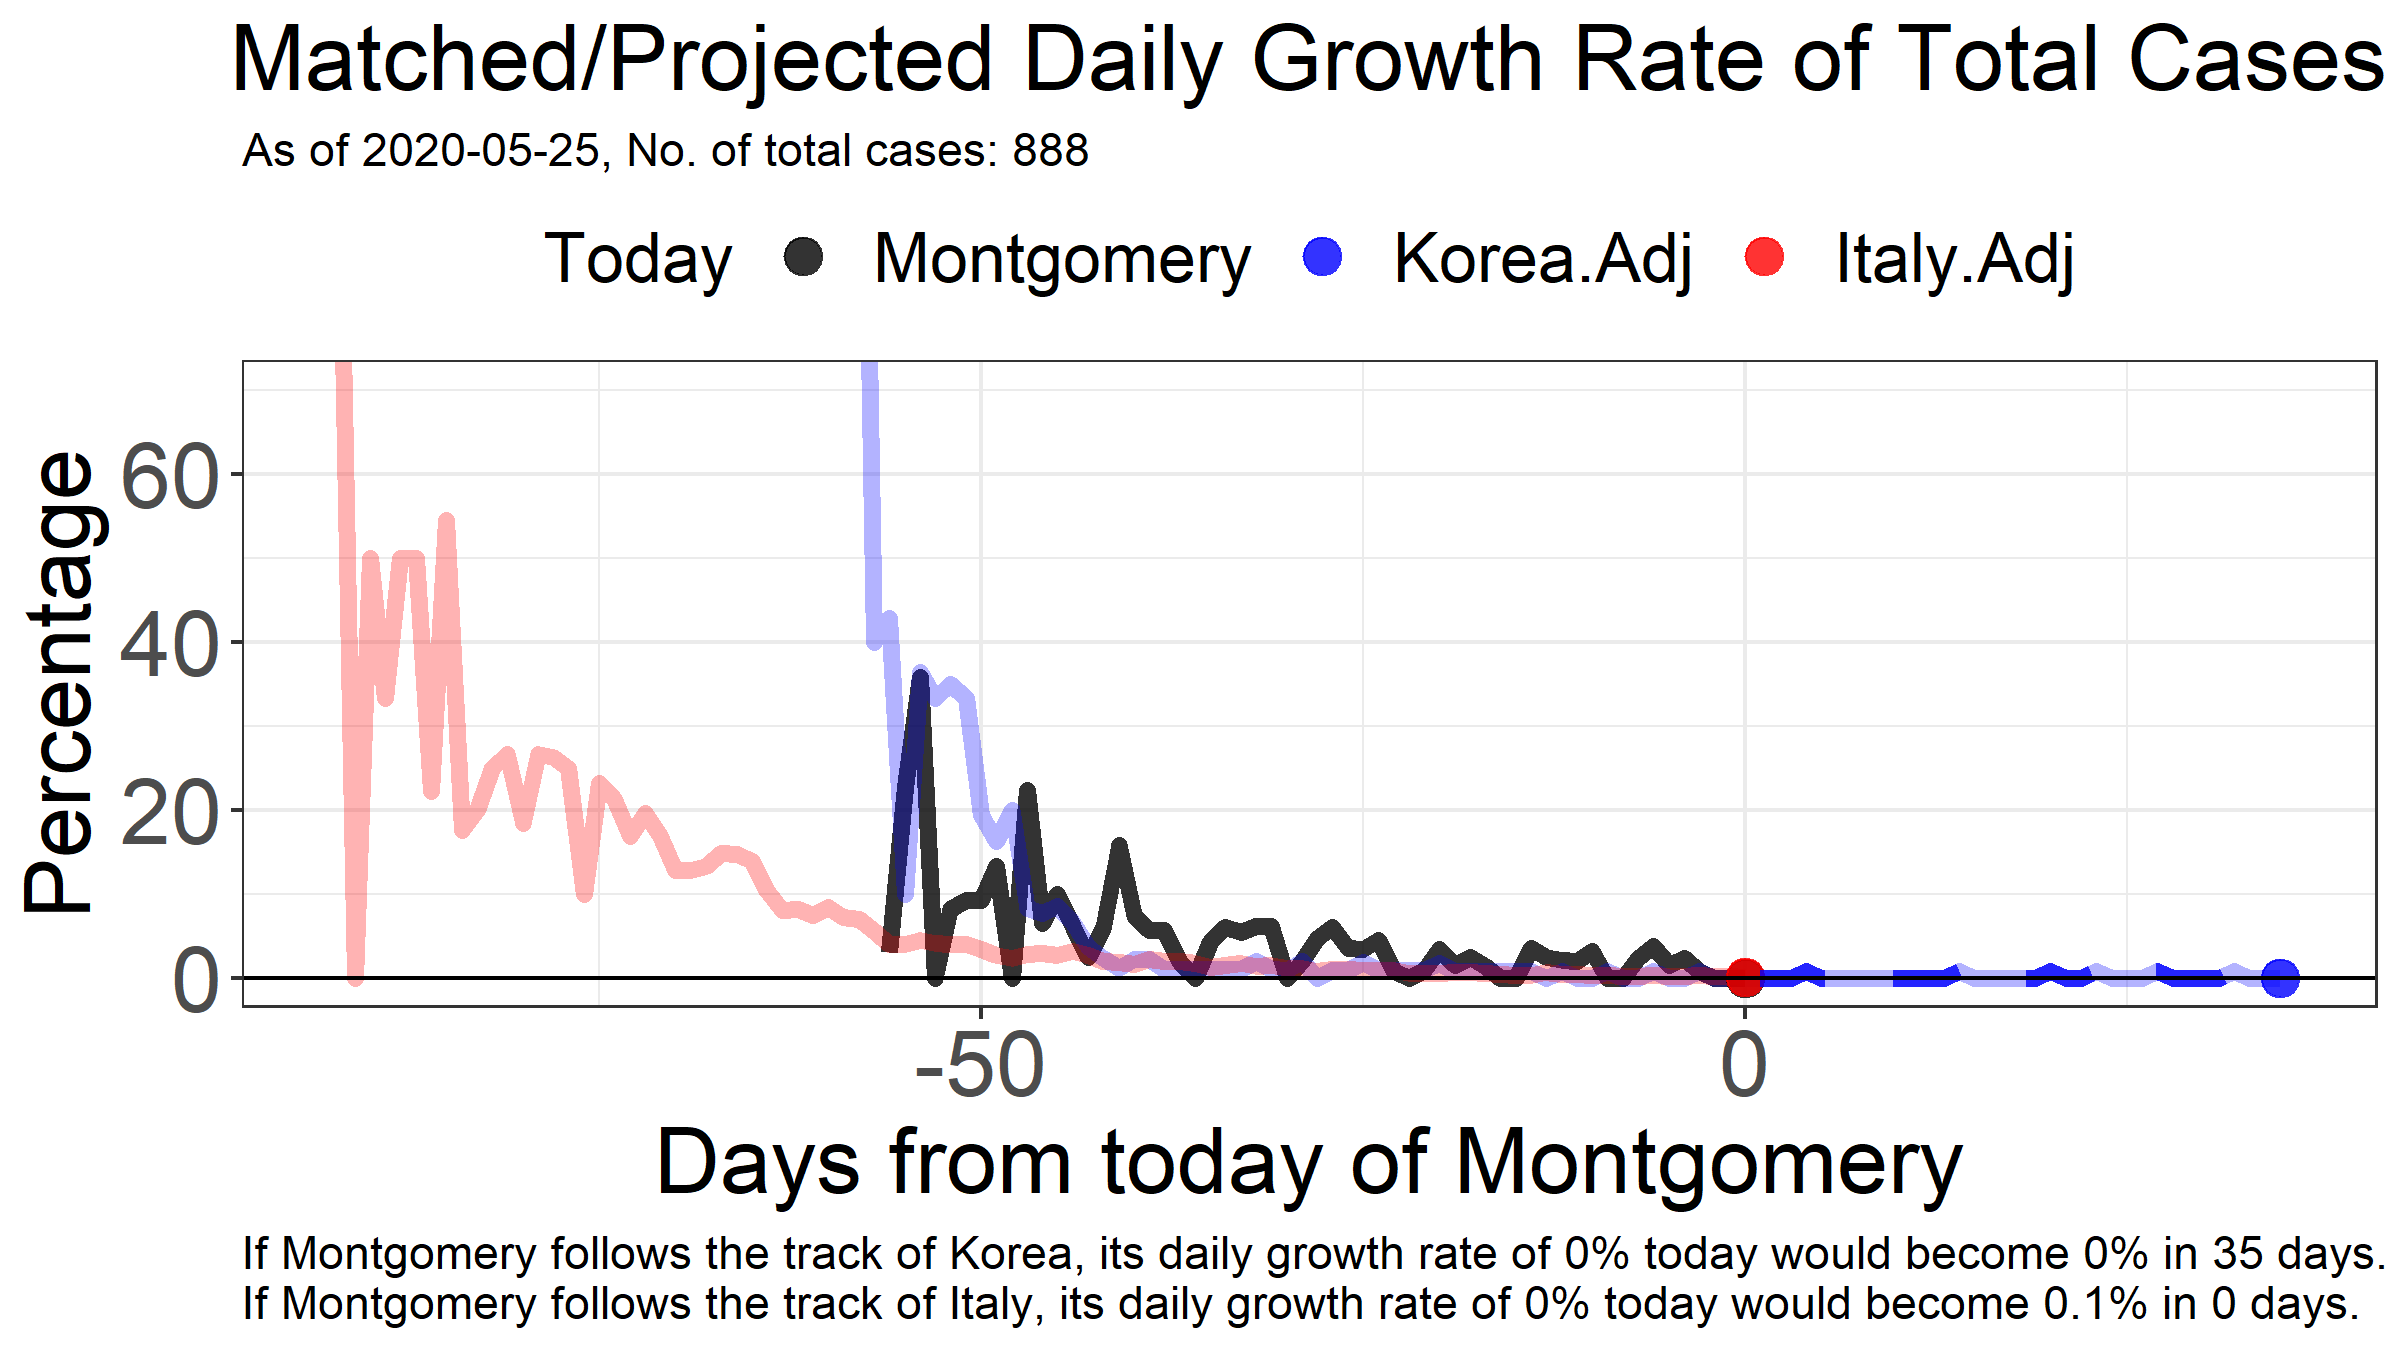 Matched/Projected Daily Growth Rate of Total Cases
As of 2020-05-25, No. of total cases: 888
Today Montgomery Korea.Adj Italy.Adj
Percentage
60
40
20
0
-50 0
Days from today of Montgomery
If Montgomery follows the track of Korea, its daily growth rate of 0% today would become 0% in 35 days.
If Montgomery follows the track of Italy, its daily growth rate of 0% today would become 0.1% in 0 days.